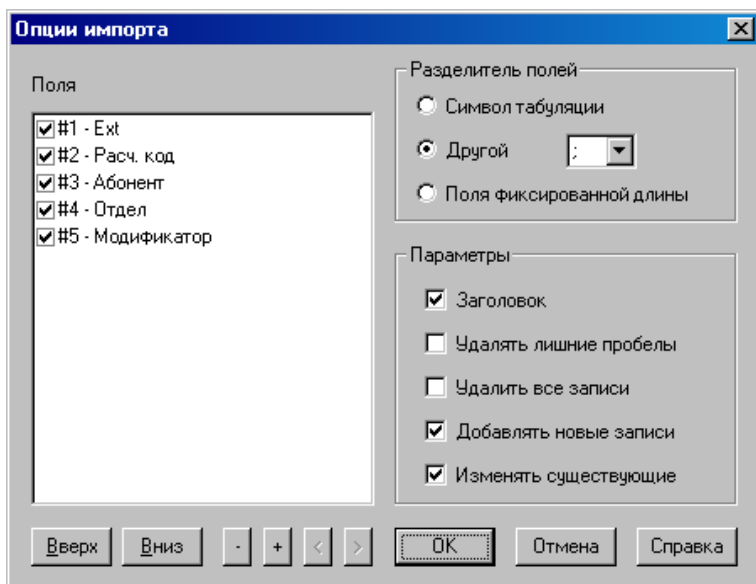 Опции импорта
Поля
#1 - Ext
#2 - Расч. код
#3 - Абонент
#4 - Отдел
#5 - Модификатор
Разделитель полей
Символ табуляции
Другой ;
Поля фиксированной длины
Параметры
Заголовок
Удалять лишние пробелы
Удалить все записи
Добавлять новые записи
Изменять существующие
Вверх Вниз - + < > OK Отмена Справка